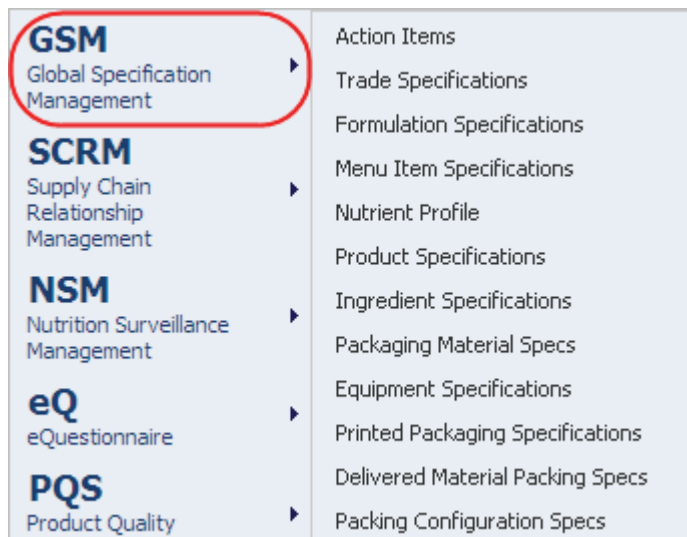 GSM
Global Specification
Management
SCRM
Supply Chain
Relationship
Management
NSM
Nutrition Surveillance
Management
eQ
eQuestionnaire
PQS
Product Quality
Action Items
Trade Specifications
Formulation Specifications
Menu Item Specifications
Nutrient Profile
Product Specifications
Ingredient Specifications
Packaging Material Specs
Equipment Specifications
Printed Packaging Specifications
Delivered Material Packing Specs
Packing Configuration Specs